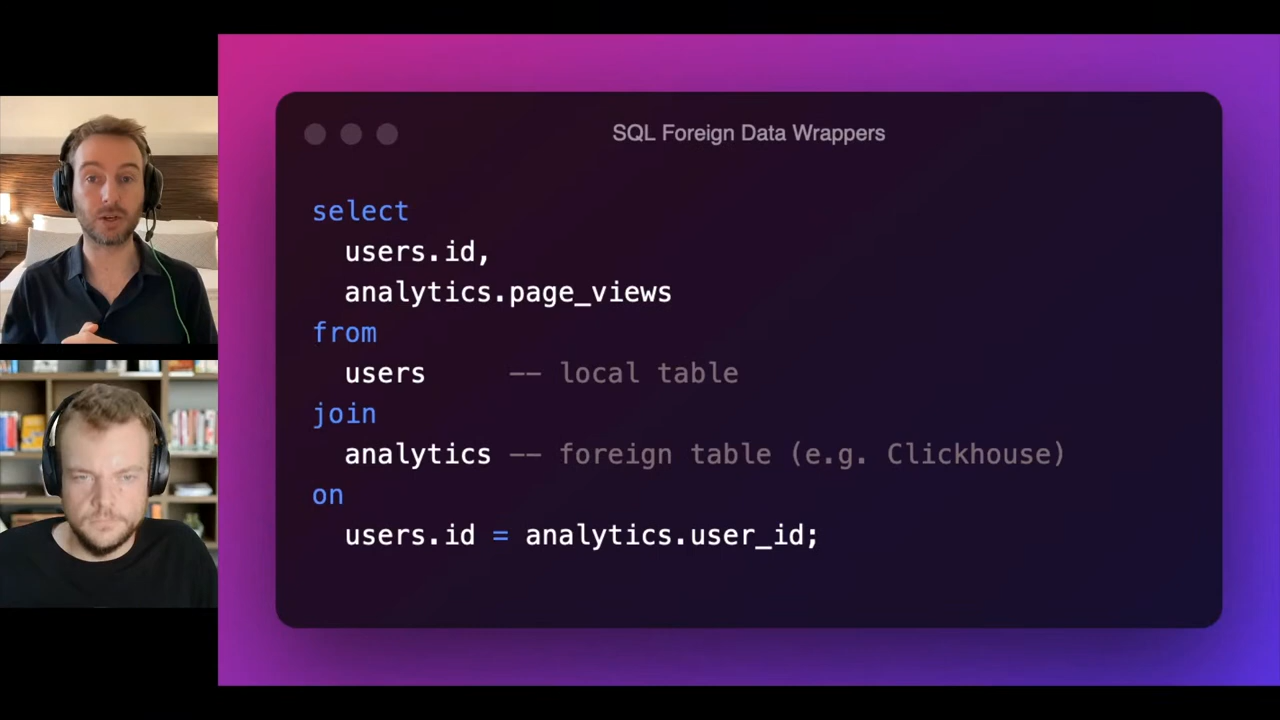 SQL Foreign Data Wrappers
select
users.id,
analytics.page_views
from
users -- local table
join
analytics -- foreign table (e.g. Clickhouse)
on
users.id = analytics.user_id;